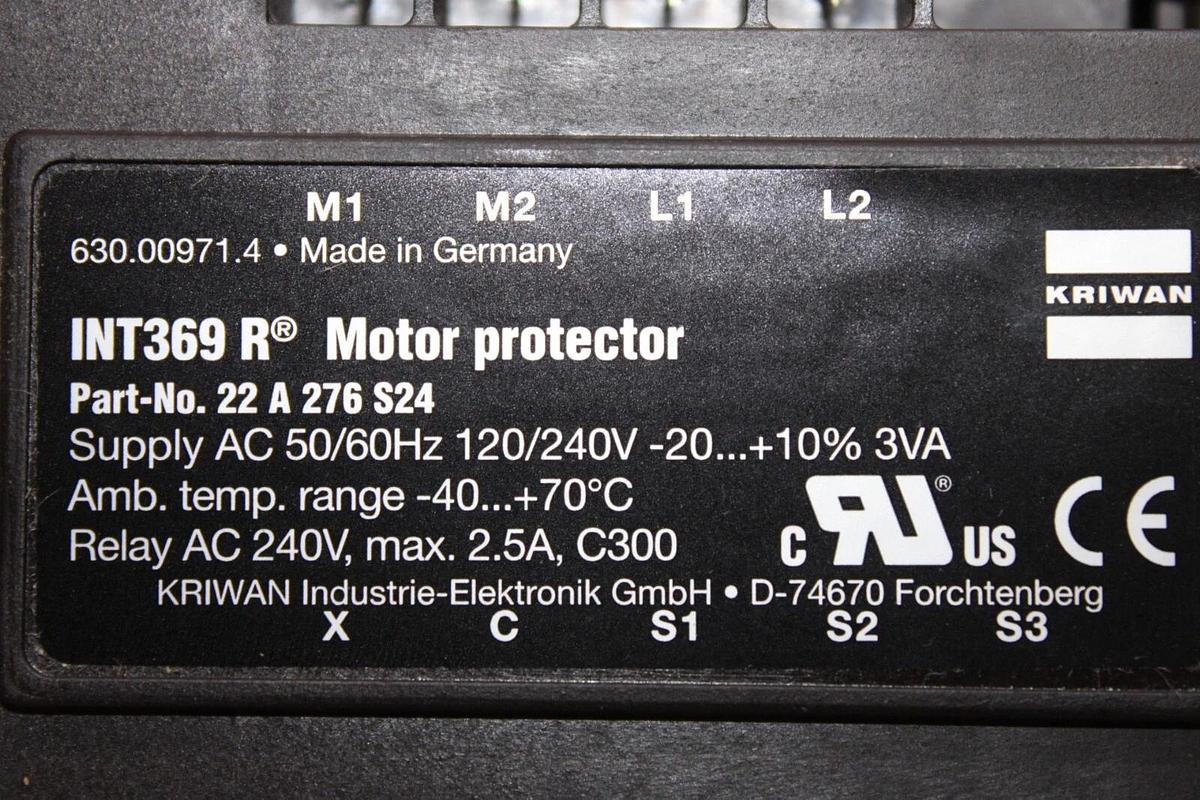 M1 M2 L1 L2
630.00971.4 • Made in Germany
KRIWAN
INT369 R® Motor protector
Part-No. 22 A 276 S24
Supply AC 50/60Hz 120/240V -20...+10% 3VA
Amb. temp. range -40...+70°C
Relay AC 240V, max. 2.5A, C300
C RU® US CE
KRIWAN Industrie-Elektronik GmbH • D-74670 Forchtenberg
X C S1 S2 S3